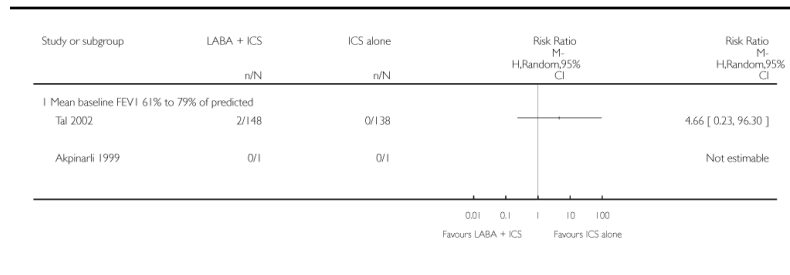 Study or subgroup LABA + ICS ICS alone Risk Ratio Risk Ratio
M- M-
H,Random,95% H,Random,95%
n/N n/N CI CI
1 Mean baseline FEV1 61% to 79% of predicted
Tal 2002 2/148 0/138 4.66 [ 0.23, 96.30 ]
Akpinarli 1999 0/1 0/1 Not estimable
0.01 0.1 1 10 100
Favours LABA + ICS Favours ICS alone